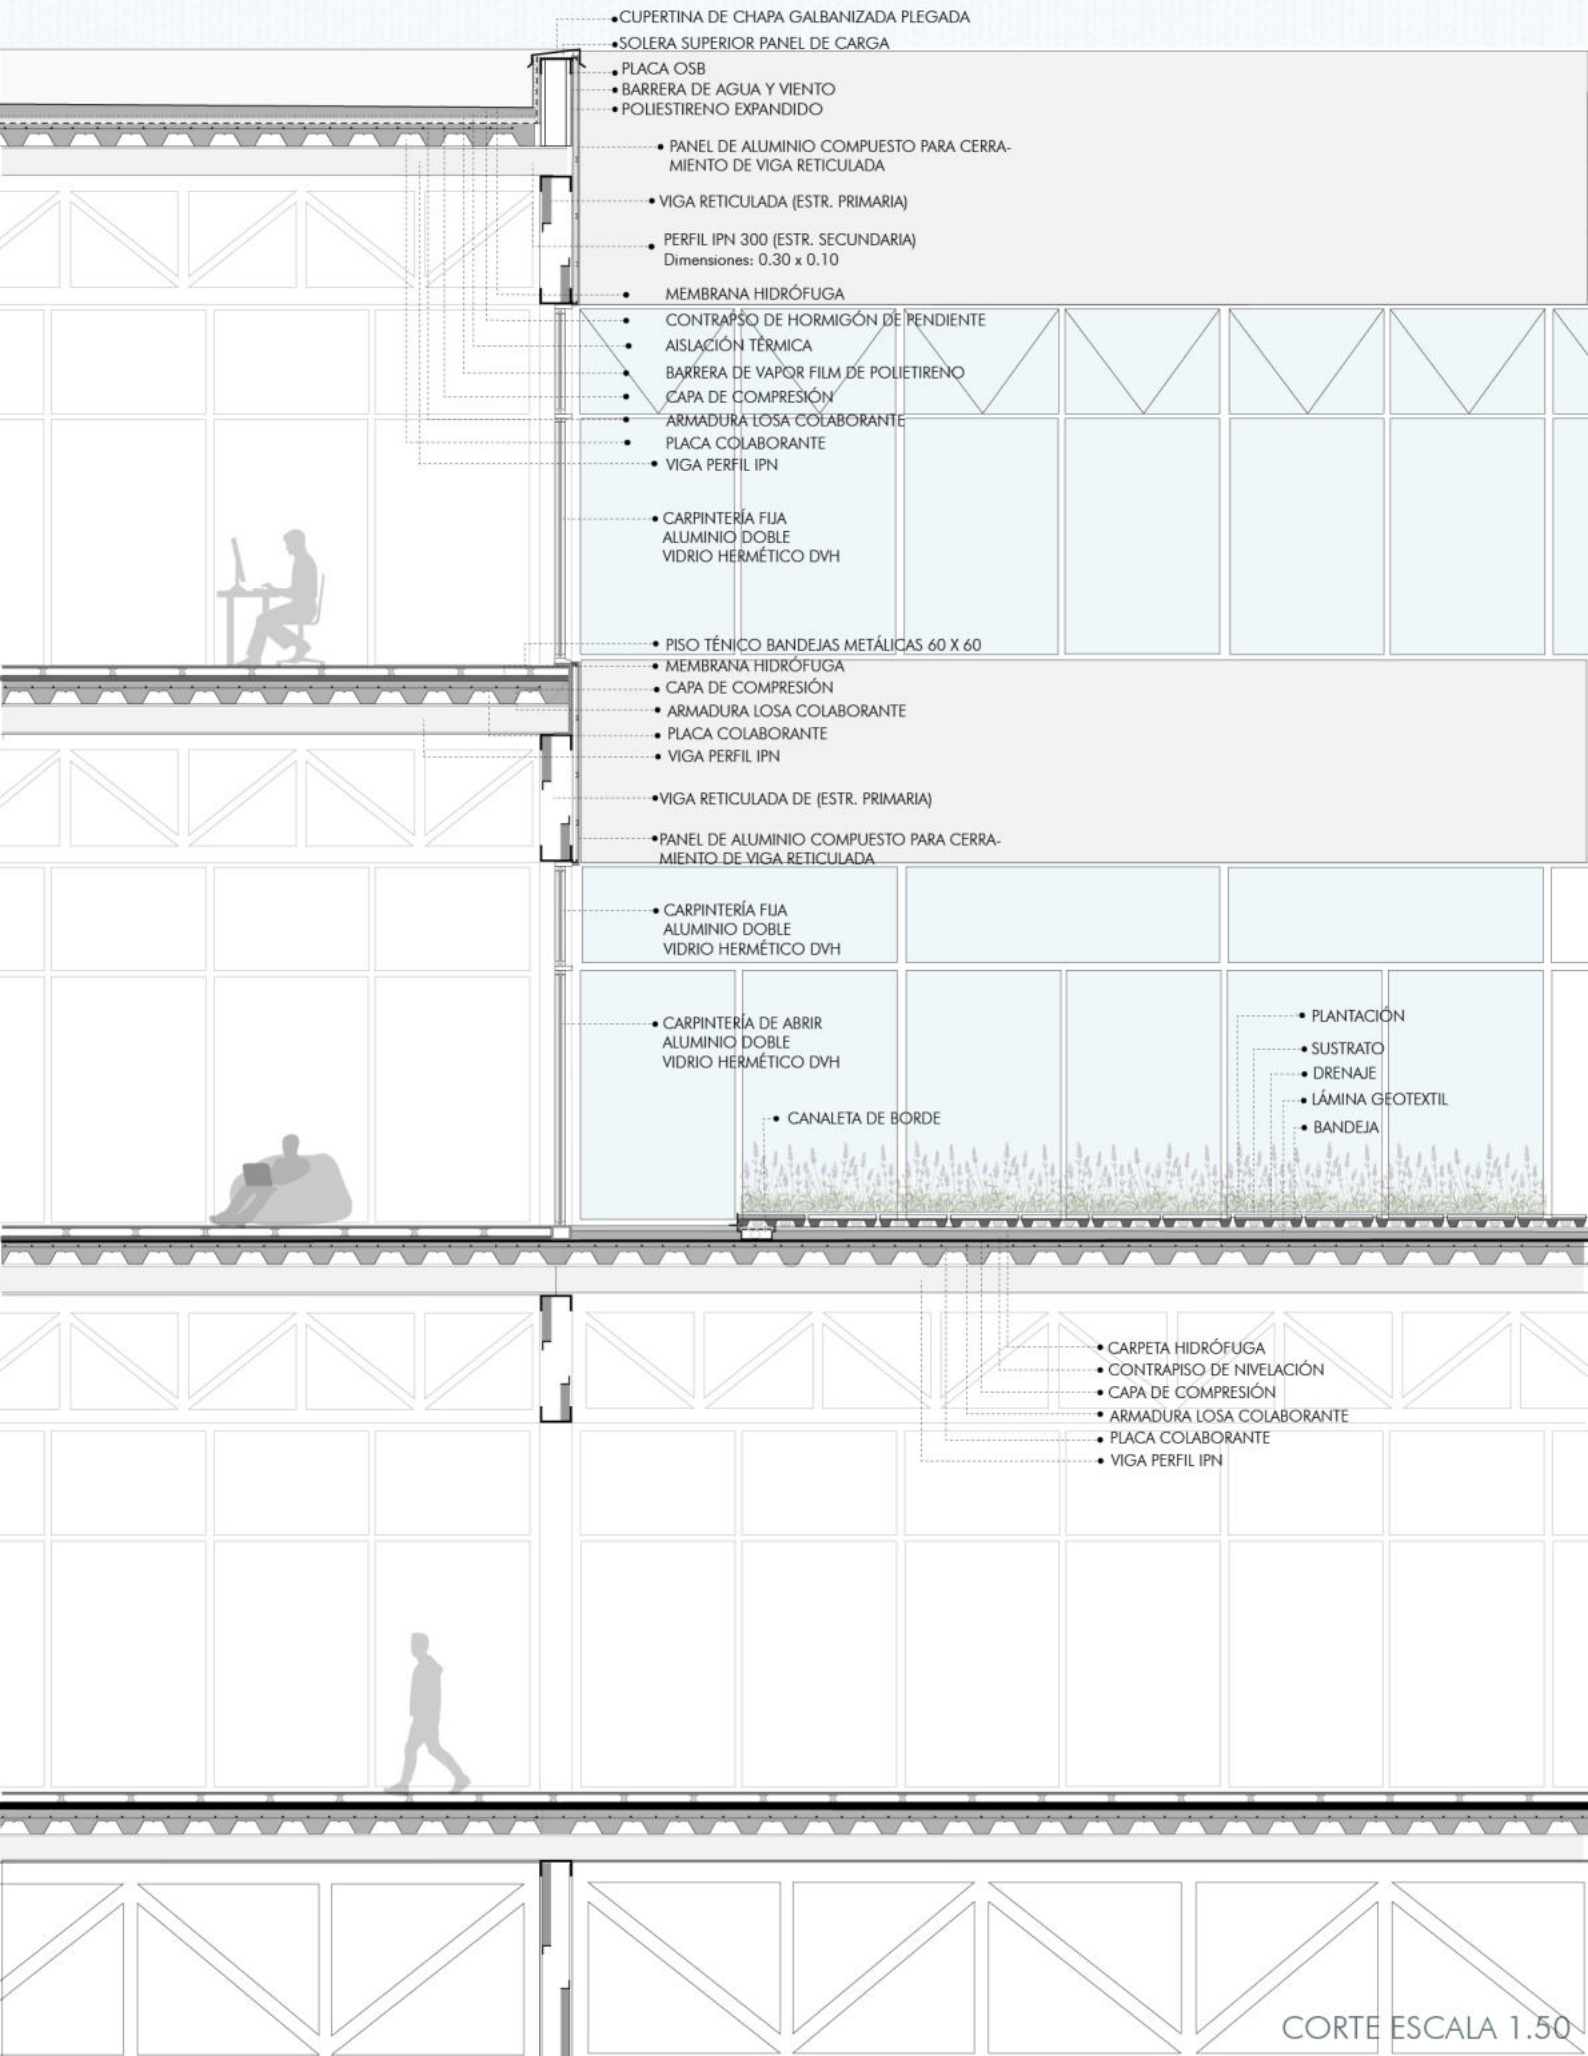 CUPERTINA DE CHAPA GALBANIZADA PLEGADA
SOLERA SUPERIOR PANEL DE CARGA
PLACA OSB
BARRERA DE AGUA Y VIENTO
POLIESTIRENO EXPANDIDO
PANEL DE ALUMINIO COMPUESTO PARA CERRA-
MIENTO DE VIGA RETICULADA
VIGA RETICULADA (ESTR. PRIMARIA)
PERFIL IPN 300 (ESTR. SECUNDARIA)
Dimensiones: 0.30 x 0.10
MEMBRANA HIDRÓFUGA
CONTRAPSO DE HORMIGÓN DE PENDIENTE
AISLACIÓN TÉRMICA
BARRERA DE VAPOR FILM DE POLIETIRENO
CAPA DE COMPRESIÓN
ARMADURA LOSA COLABORANTE
PLACA COLABORANTE
VIGA PERFIL IPN
CARPINTERÍA FIJA
ALUMINIO DOBLE
VIDRIO HERMÉTICO DVH
PISO TÉNICO BANDEJAS METÁLICAS 60 X 60
MEMBRANA HIDRÓFUGA
CAPA DE COMPRESIÓN
ARMADURA LOSA COLABORANTE
PLACA COLABORANTE
VIGA PERFIL IPN
VIGA RETICULADA DE (ESTR. PRIMARIA)
PANEL DE ALUMINIO COMPUESTO PARA CERRA-
MIENTO DE VIGA RETICULADA
CARPINTERÍA FIJA
ALUMINIO DOBLE
VIDRIO HERMÉTICO DVH
CARPINTERÍA DE ABRIR
ALUMINIO DOBLE
VIDRIO HERMÉTICO DVH
CANALETA DE BORDE
PLANTACIÓN
SUSTRATO
DRENAJE
LÁMINA GEOTEXTIL
BANDEJA
CARPETA HIDRÓFUGA
CONTRAPISO DE NIVELACIÓN
CAPA DE COMPRESIÓN
ARMADURA LOSA COLABORANTE
PLACA COLABORANTE
VIGA PERFIL IPN
CORTE ESCALA 1.50